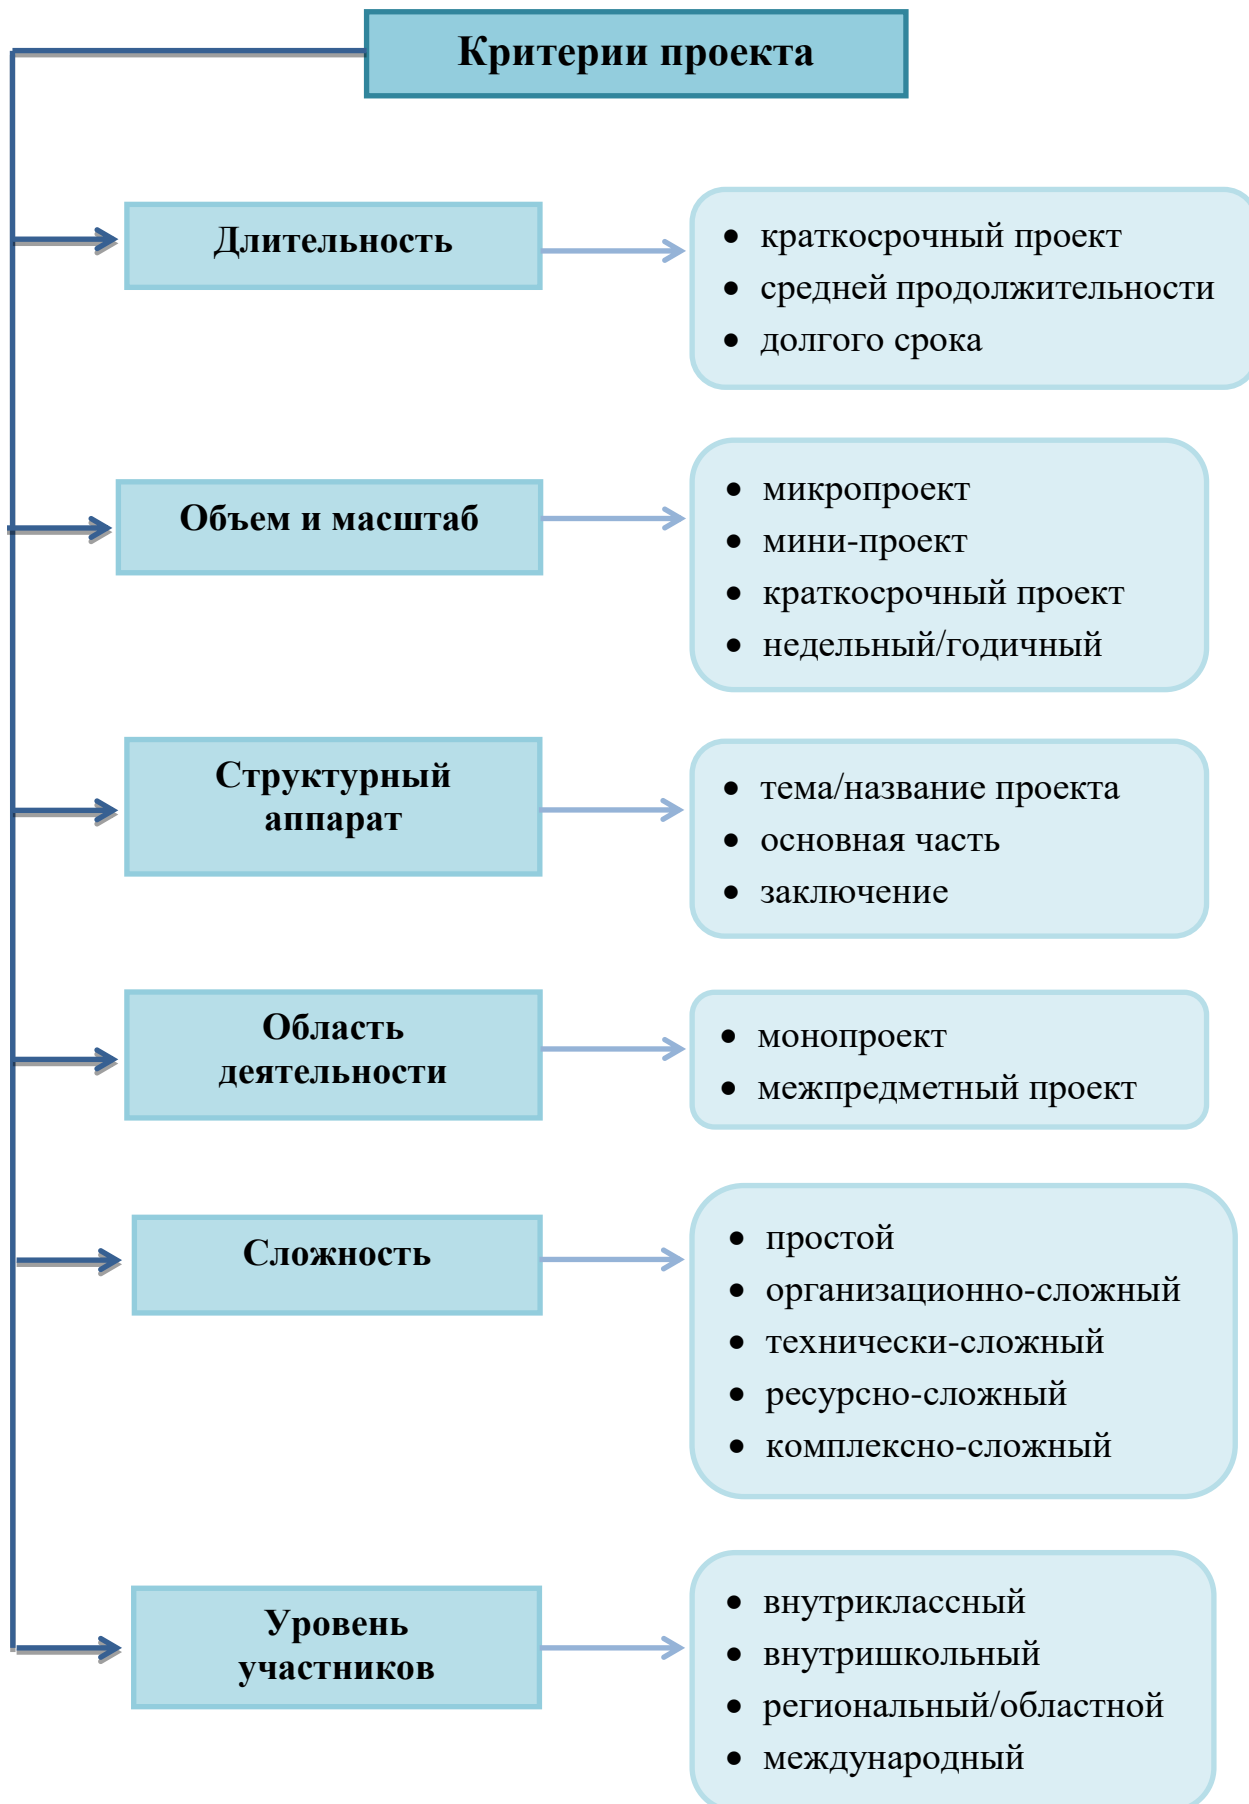 Критерии проекта
Длительность
• краткосрочный проект
• средней продолжительности
• долгого срока
Объем и масштаб
• микропроект
• мини-проект
• краткосрочный проект
• недельный/годичный
Структурный
аппарат
• тема/название проекта
• основная часть
• заключение
Область
деятельности
• монопроект
• межпредметный проект
Сложность
• простой
• организационно-сложный
• технически-сложный
• ресурсно-сложный
• комплексно-сложный
Уровень
участников
• внутриклассный
• внутришкольный
• региональный/областной
• международный